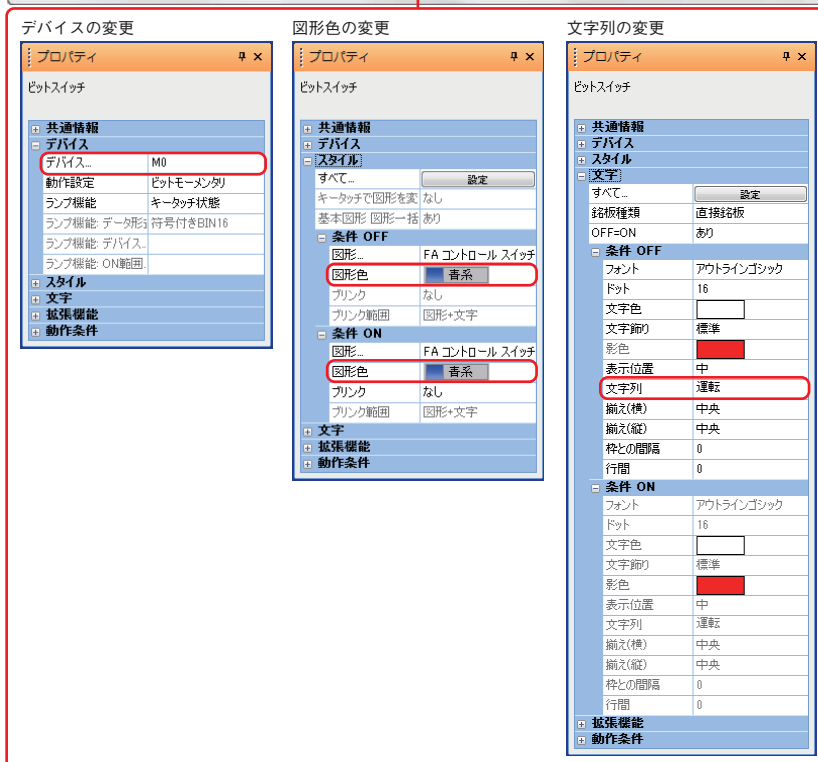 デバイスの変更
プロパティ
ビットスイッチ
共通情報
デバイス
デバイス... M0
動作設定 ビットモーメンタリ
ランプ機能 キータッチ状態
ランプ機能: データ形 符号付きBIN16
ランプ機能: デバイス...
ランプ機能: ON範囲
スタイル
文字
拡張機能
動作条件
図形色の変更
プロパティ
ビットスイッチ
共通情報
デバイス
スタイル
すべて... 設定
キータッチで図形を変 なし
基本図形 図形一括 あり
条件 OFF
図形... FA コントロール スイッチ
図形色 青系
ブリンク なし
ブリンク範囲 図形+文字
条件 ON
図形... FA コントロール スイッチ
図形色 青系
ブリンク なし
ブリンク範囲 図形+文字
文字
拡張機能
動作条件
文字列の変更
プロパティ
ビットスイッチ
共通情報
デバイス
スタイル
文字
すべて... 設定
銘板種類 直接銘板
OFF=ON あり
条件 OFF
フォント アウトラインゴシック
ドット 16
文字色
文字飾り 標準
影色
表示位置 中
文字列 運転
揃え(横) 中央
揃え(縦) 中央
枠との間隔 0
行間 0
条件 ON
フォント アウトラインゴシック
ドット 16
文字色
文字飾り 標準
影色
表示位置 中
文字列 運転
揃え(横) 中央
揃え(縦) 中央
枠との間隔 0
行間 0
拡張機能
動作条件